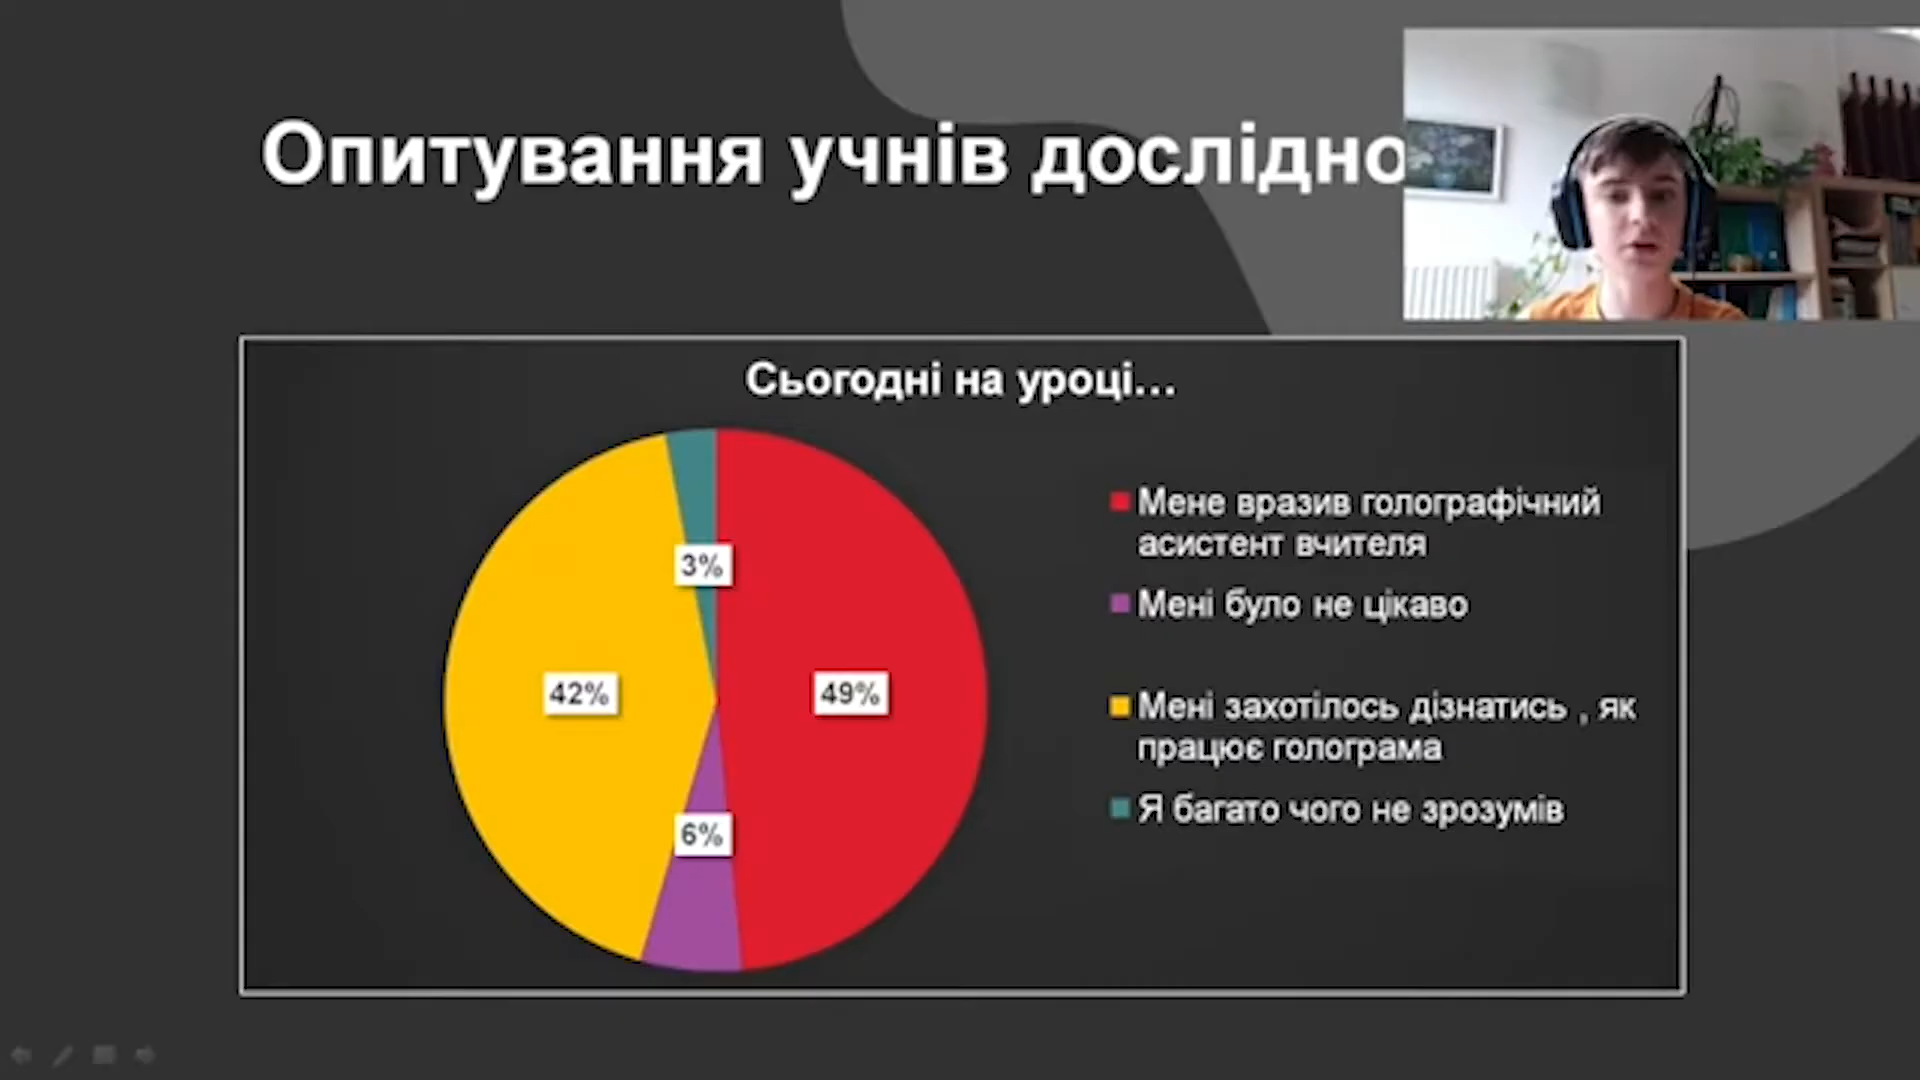 Опитування учнів
Сьогодні на уроці...
3%
42%
49%
6%
Мене вразив голографічний
асистент вчителя
Мені було не цікаво
Мені захотілось дізнатись , як
працює голограма
Я багато чого не зрозумів